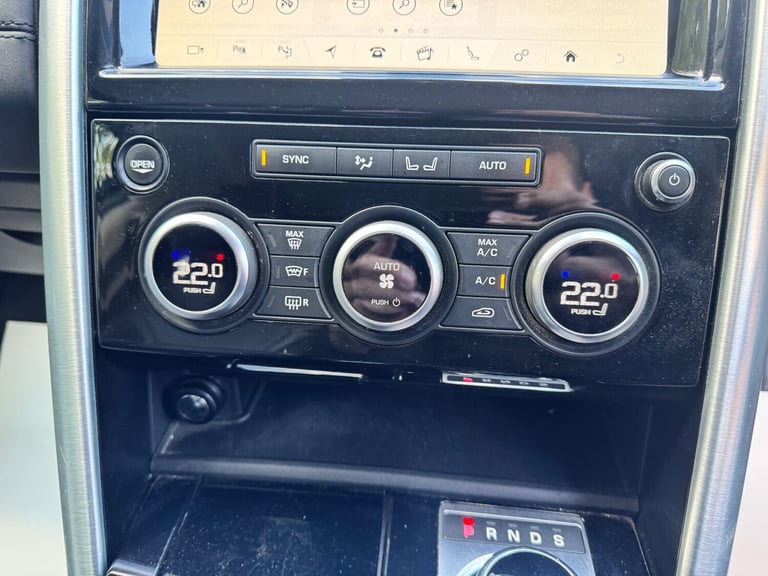 OPEN
SYNC
AUTO
MAX
F
R
AUTO
PUSH
MAX
A/C
A/C
22.0
PUSH
22.0
PUSH
P R N D S